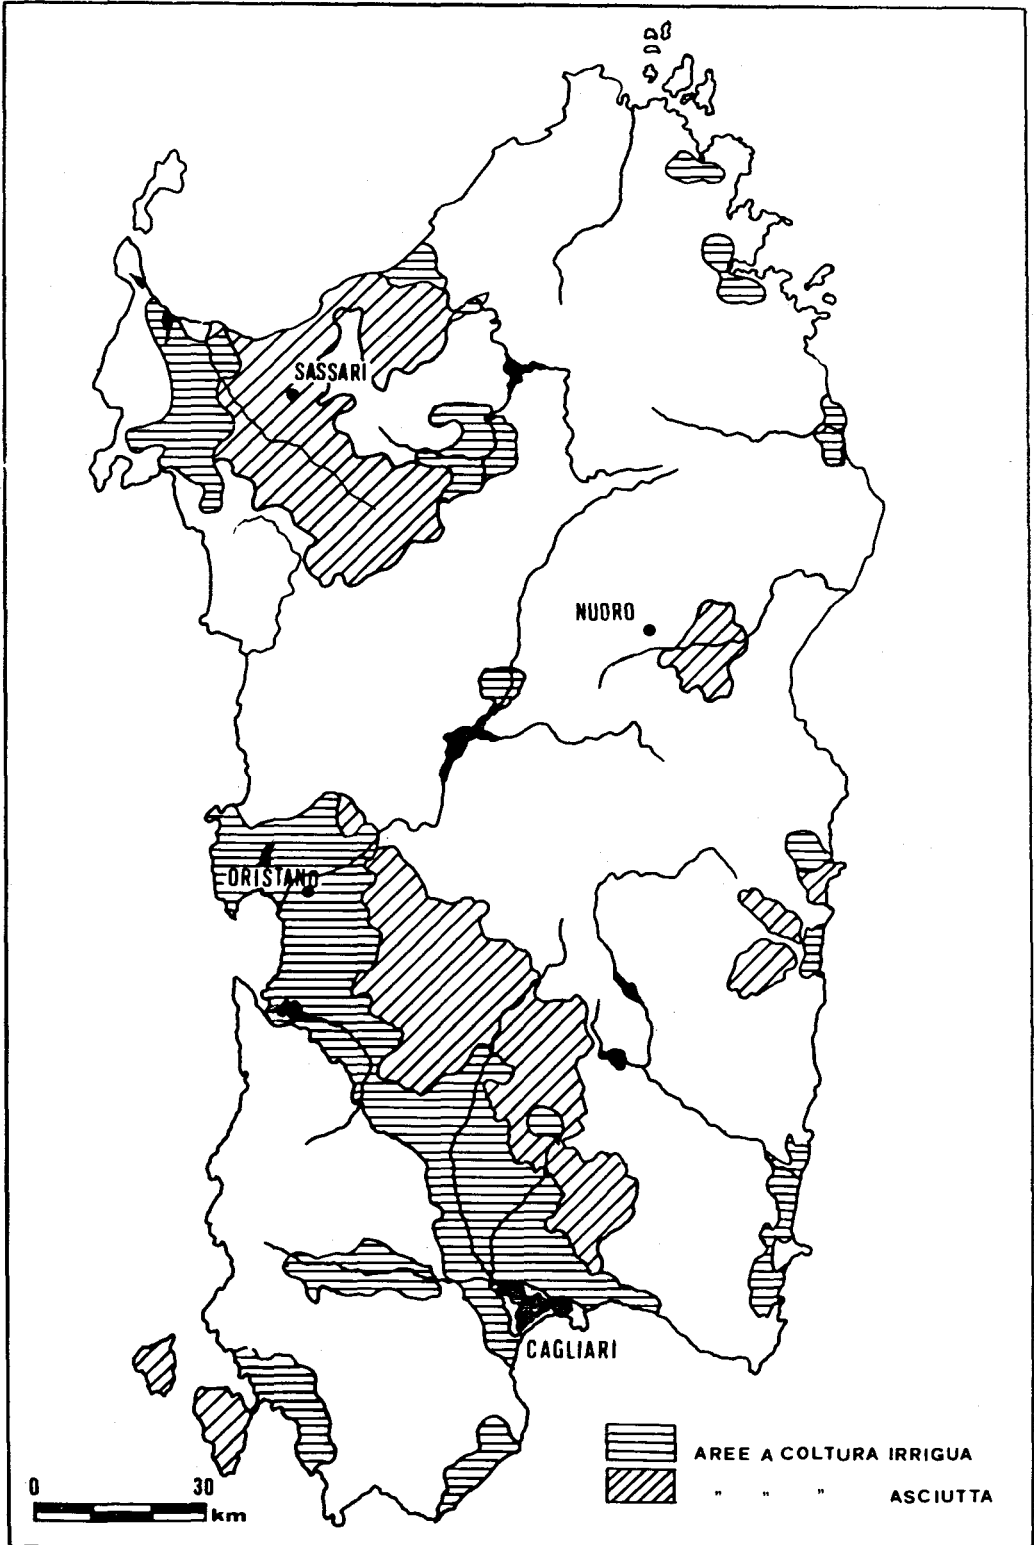 SASSARI
NUORO
ORISTANO
CAGLIARI
AREE A COLTURA IRRIGUA
" " " ASCIUTTA
0 30
km